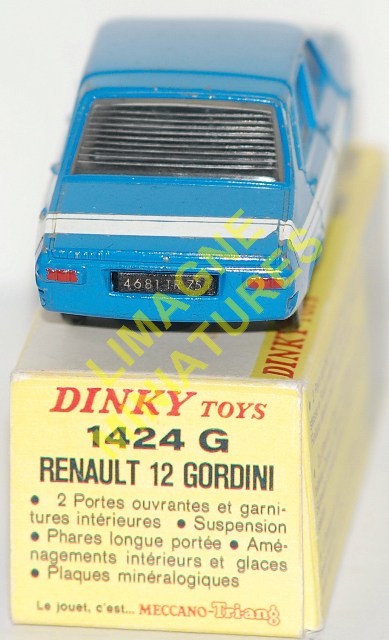 4681 TR 75
LIMAGNE
MINIATURES
DINKY TOYS
DINKY TOYS
1424 G
RENAULT 12 GORDINI
• 2 Portes ouvrantes et garni-
tures intérieures • Suspension
• Phares longue portée • Amé-
nagements intérieurs et glaces
• Plaques minéralogiques
Le jouet, c'est... MECCANO-Tri-ang